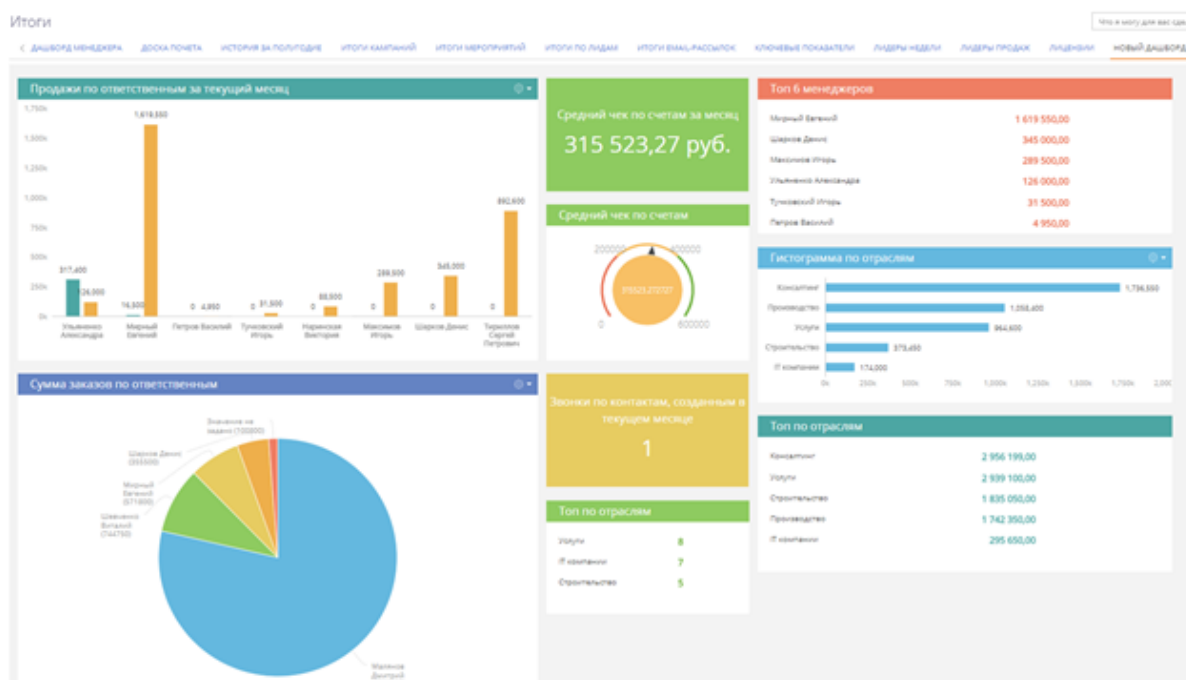 Итоги
Что я могу для вас сде
ДАШБОРД МЕНЕДЖЕРА ДОСКА ПОЧЕТА ИСТОРИЯ ЗА ПОЛУГОДИЕ ИТОГИ КАМПАНИЙ ИТОГИ МЕРОПРИЯТИЙ ИТОГИ ПО ЛИДАМ ИТОГИ EMAIL-РАССЫЛОК КЛЮЧЕВЫЕ ПОКАЗАТЕЛИ ЛИДЕРЫ НЕДЕЛИ ЛИДЕРЫ ПРОДАЖ ЛИЦЕНЗИИ НОВЫЙ ДАШБОРД
Продажи по ответственным за текущий месяц
1,750k
1,500k
1,250k
1,000k
750k
500k
250k
0k
317,400
126,000
16,500
1,619,550
0 4,950
0 31,500
0 88,500
0 289,500
0 345,000
0 892,600
Ульяненко Александра
Мирный Евгений
Петров Василий
Тучковский Игорь
Наринская Виктория
Максимов Игорь
Шарков Денис
Сергей Петрович
Средний чек по счетам за месяц
315 523,27 руб.
Средний чек по счетам
200000
400000
315523.272727
0
600000
Топ 6 менеджеров
Мирный Евгений 1 619 550,00
Шарков Денис 345 000,00
Максимов Игорь 289 500,00
Ульяненко Александра 126 000,00
Тучковский Игорь 31 500,00
Петров Василий 4 950,00
Гистограмма по отраслям
Консалтинг 1,736,550
Производство
Услуги 964,600
Строительство 373,450
IT компании 174,000
0k 250k 500k 750k 1,000k 1,250k 1,500k 1,750k 2,000
Сумма заказов по ответственным
Значение не
задано (100800)
Шарков Денис
Мирный
Евгений
(571800)
Шевченко
Виталий
(744750)
Маляков
Дмитрий
Звонки по контактам, созданным в
текущем месяце
1
Топ по отраслям
Услуги 8
IT компании 7
Строительство 5
Топ по отраслям
Консалтинг 2 956 199,00
Услуги 2 939 100,00
Строительство 1 835 050,00
Производство 1 742 350,00
IT компании 295 650,00